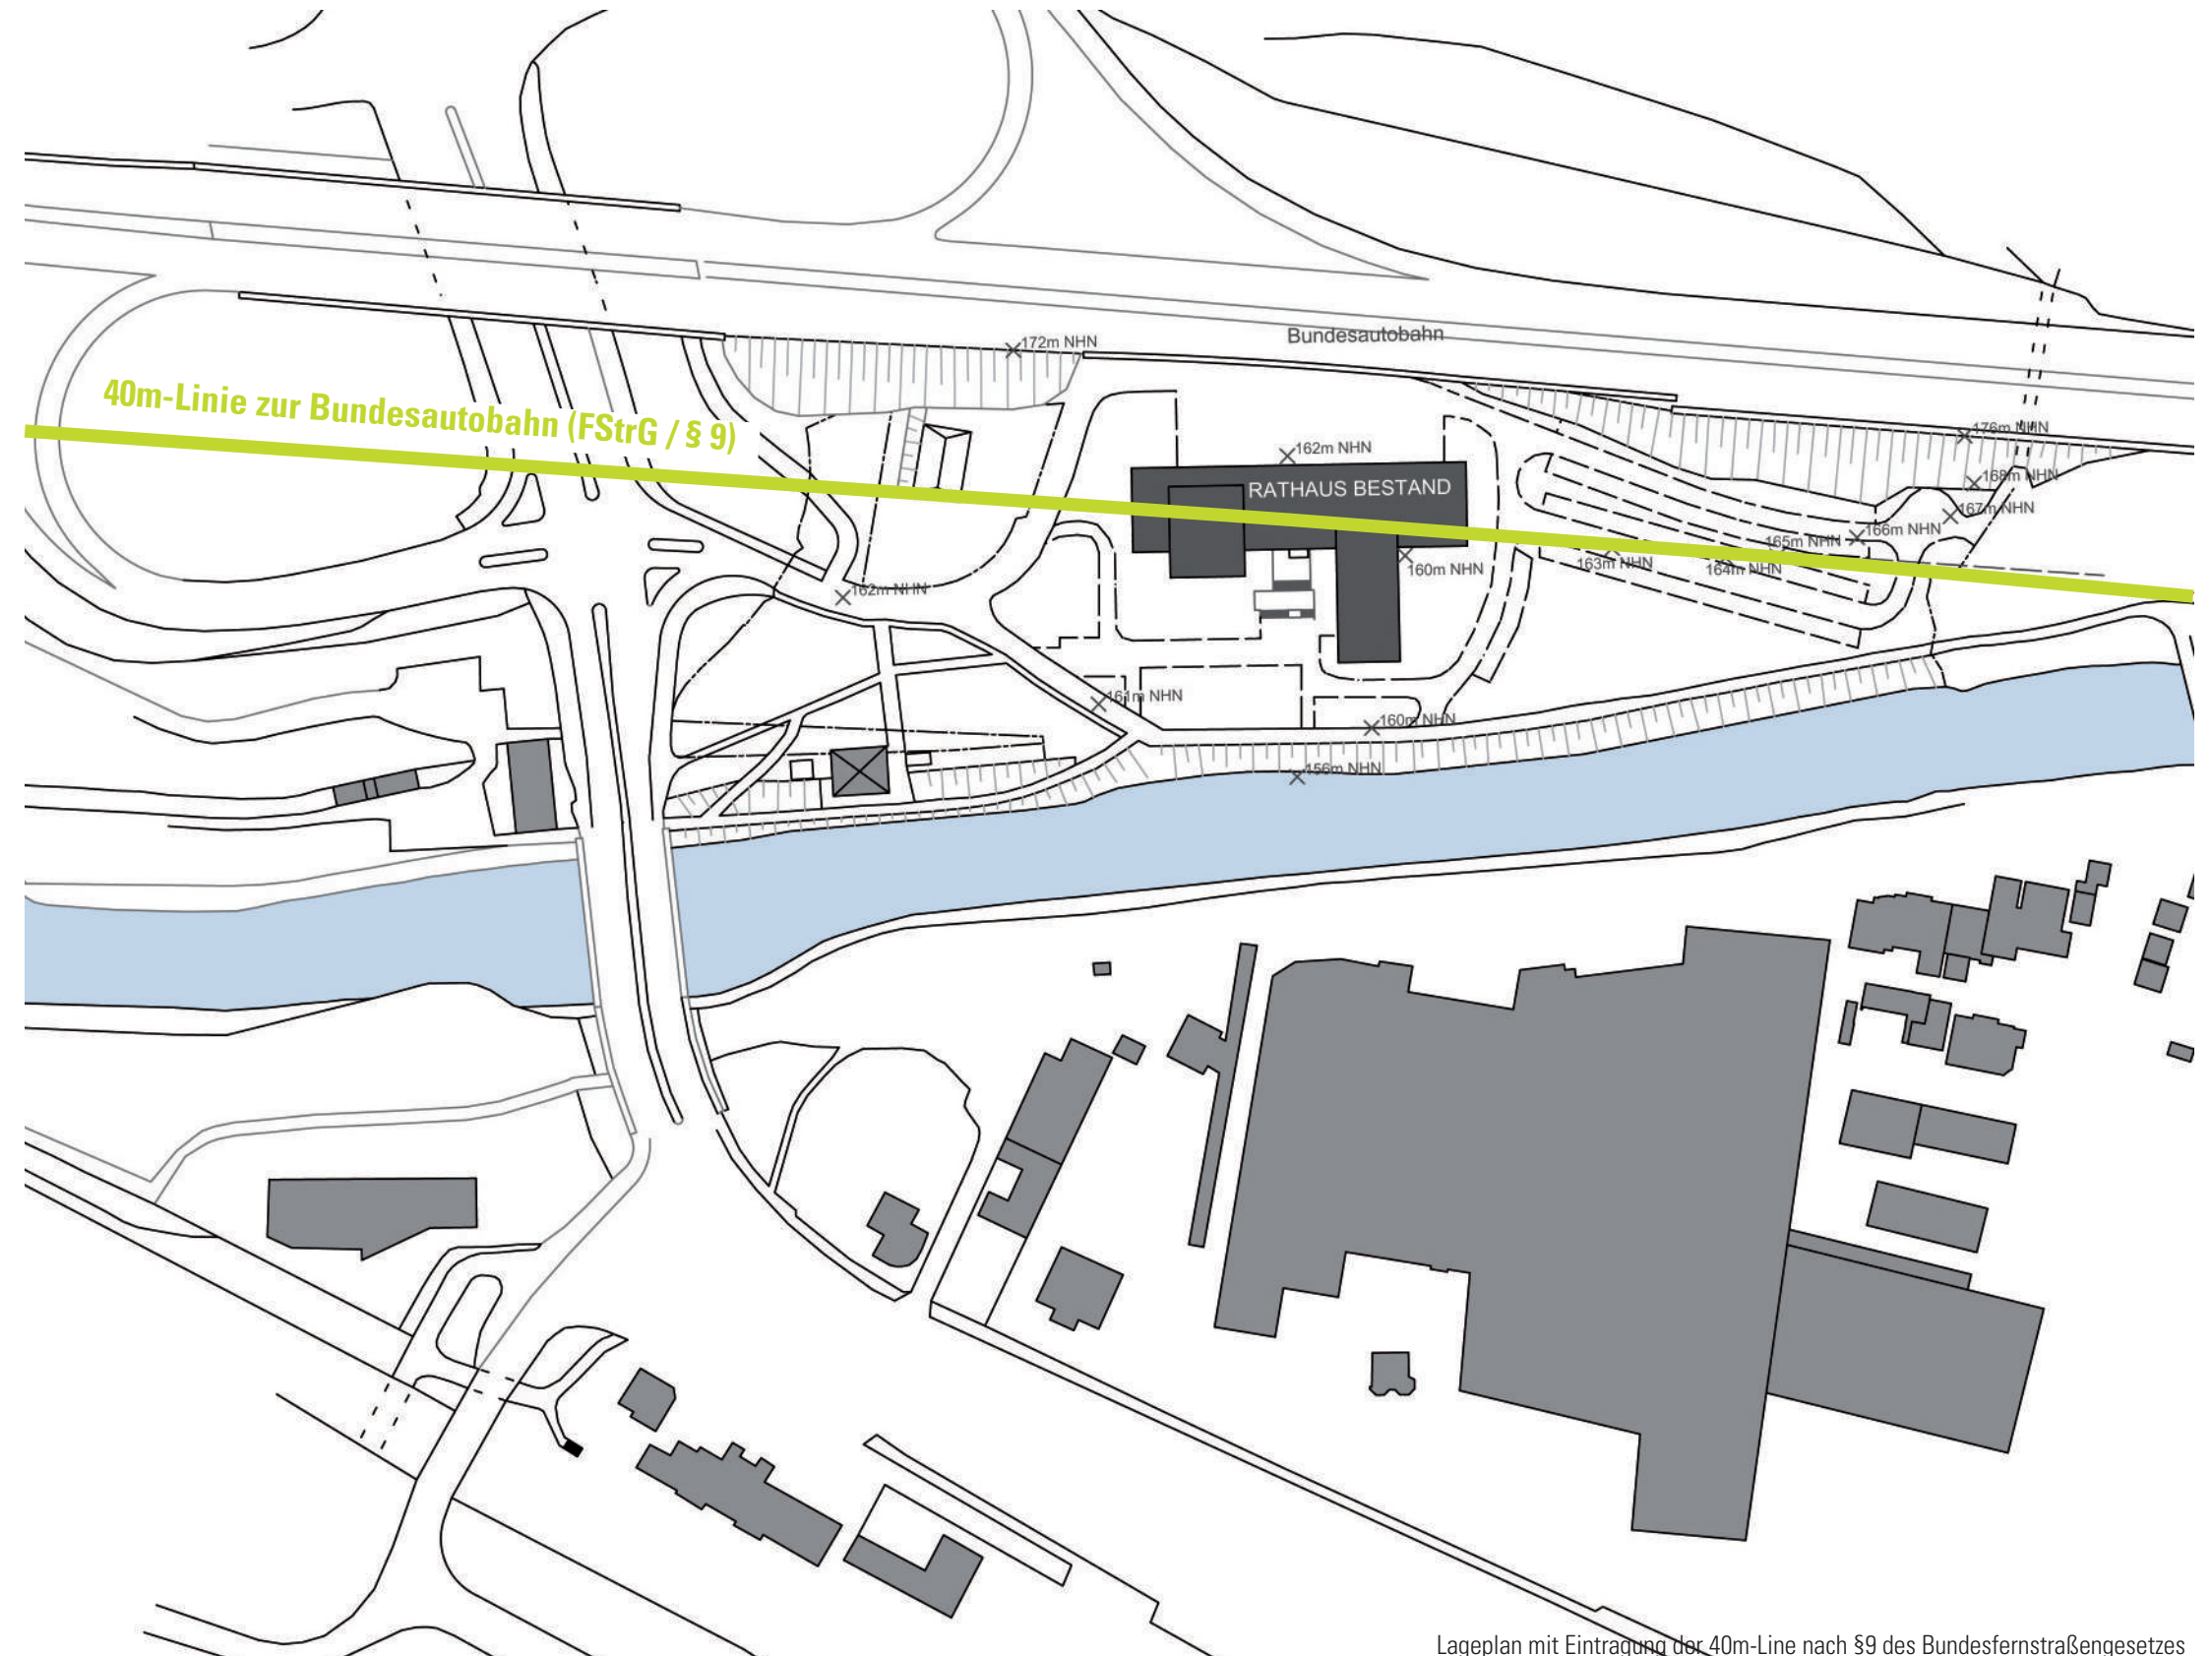 Bundesautobahn
172m NHN
40m-Linie zur Bundesautobahn (FStrG / § 9)
176m NHN
162m NHN
168m NHN
RATHAUS BESTAND
167m NHN
166m NHN
165m NHN
163m NHN
164m NHN
160m NHN
162m NHN
161m NHN
160m NHN
156m NHN
Lageplan mit Eintragung der 40m-Line nach §9 des Bundesfernstraßengesetzes